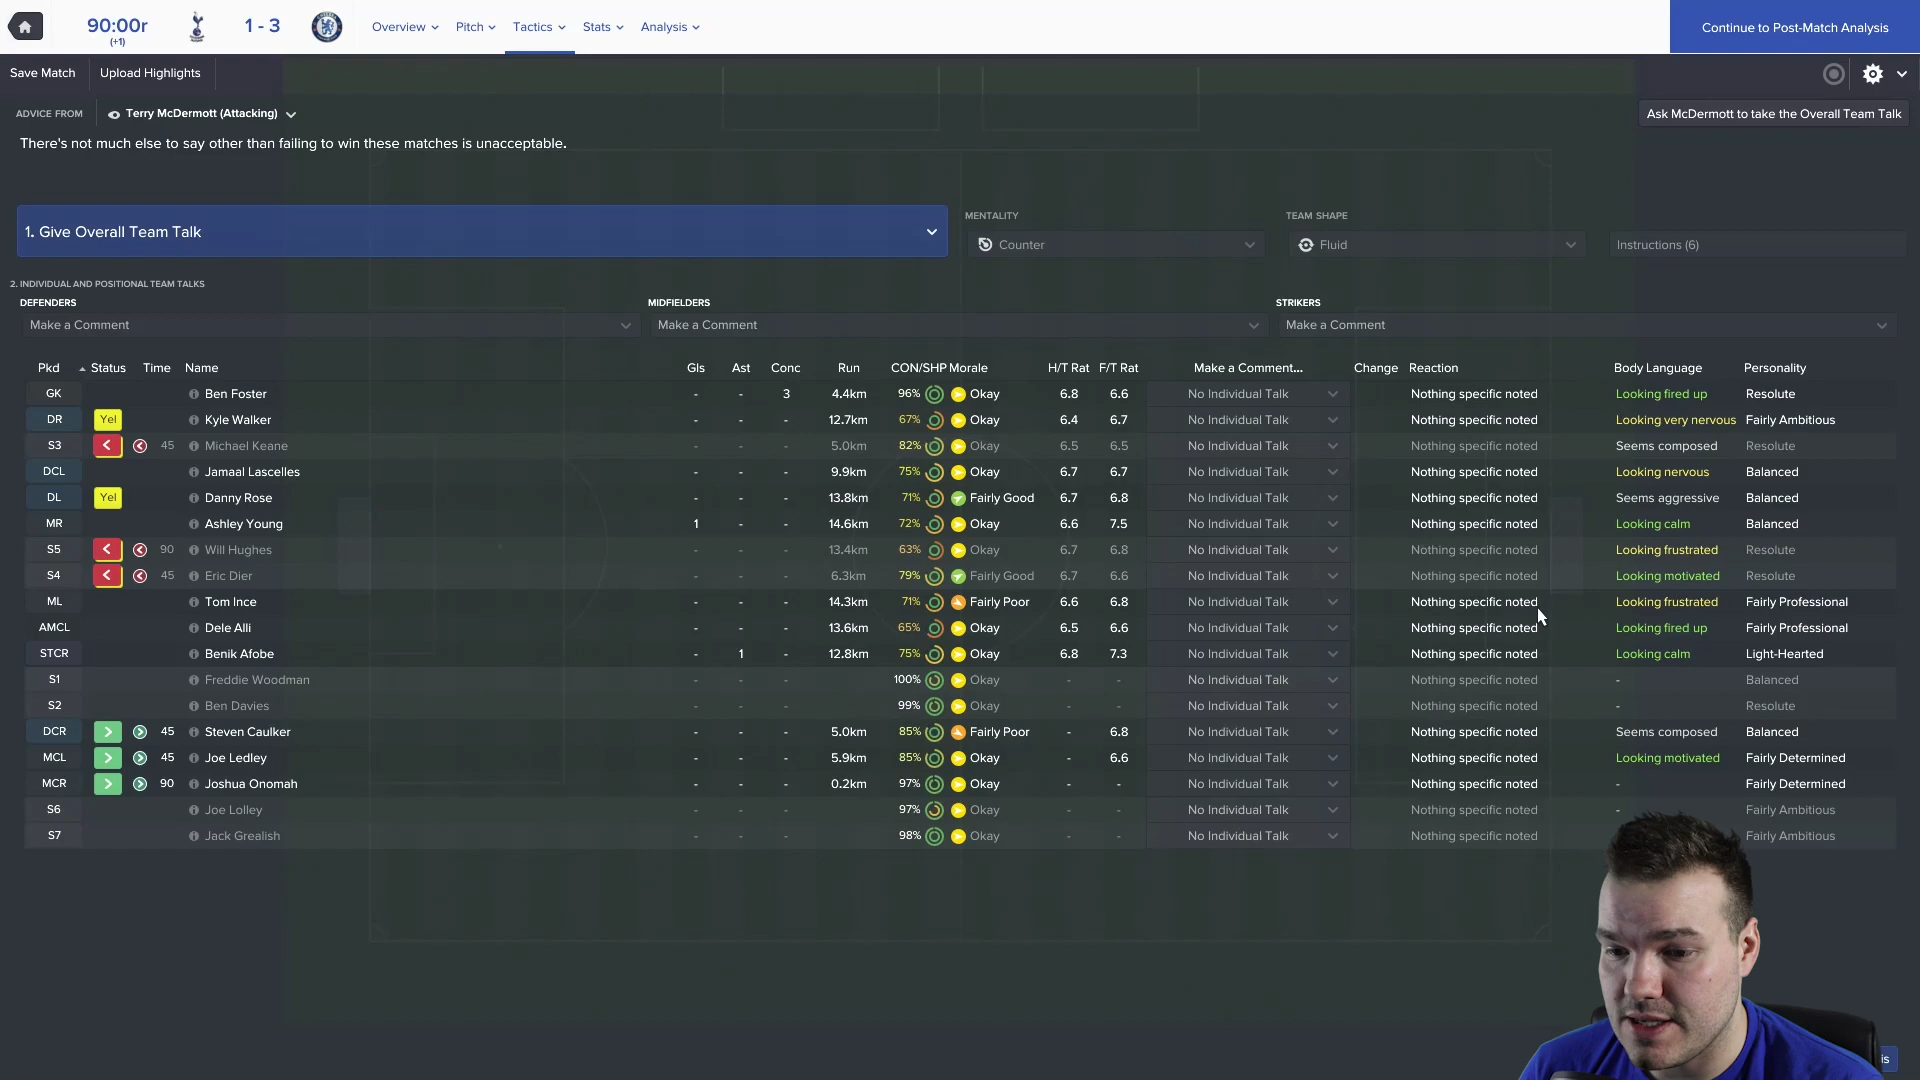 90:00r
(+1)
1 - 3
Overview
Pitch
Tactics
Stats
Analysis
Continue to Post-Match Analysis
Save Match
Upload Highlights
ADVICE FROM
Terry McDermott (Attacking)
Ask McDermott to take the Overall Team Talk
There's not much else to say other than failing to win these matches is unacceptable.
1. Give Overall Team Talk
MENTALITY
Counter
TEAM SHAPE
Fluid
Instructions (6)
2. INDIVIDUAL AND POSITIONAL TEAM TALKS
DEFENDERS
MIDFIELDERS
STRIKERS
Make a Comment
Make a Comment
Make a Comment
Pkd Status Time Name Gls Ast Conc Run CON/SHP Morale H/T Rat F/T Rat Make a Comment... Change Reaction Body Language Personality
GK Ben Foster - - 3 4.4km 96% Okay 6.8 6.6 No Individual Talk Nothing specific noted Looking fired up Resolute
DR Yel Kyle Walker - - - 12.7km 67% Okay 6.4 6.7 No Individual Talk Nothing specific noted Looking very nervous Fairly Ambitious
S3 45 Michael Keane - - - 5.0km 82% Okay 6.5 6.5 No Individual Talk Nothing specific noted Seems composed Resolute
DCL Jamaal Lascelles - - - 9.9km 75% Okay 6.7 6.7 No Individual Talk Nothing specific noted Looking nervous Balanced
DL Yel Danny Rose - - - 13.8km 71% Fairly Good 6.7 6.8 No Individual Talk Nothing specific noted Seems aggressive Balanced
MR Ashley Young 1 - - 14.6km 72% Okay 6.6 7.5 No Individual Talk Nothing specific noted Looking calm Balanced
S5 90 Will Hughes - - - 13.4km 63% Okay 6.7 6.8 No Individual Talk Nothing specific noted Looking frustrated Resolute
S4 45 Eric Dier - - - 6.3km 79% Fairly Good 6.7 6.6 No Individual Talk Nothing specific noted Looking motivated Resolute
ML Tom Ince - - - 14.3km 71% Fairly Poor 6.6 6.8 No Individual Talk Nothing specific noted Looking frustrated Fairly Professional
AMCL Dele Alli - - - 13.6km 65% Okay 6.5 6.6 No Individual Talk Nothing specific noted Looking fired up Fairly Professional
STCR Benik Afobe - 1 - 12.8km 75% Okay 6.8 7.3 No Individual Talk Nothing specific noted Looking calm Light-Hearted
S1 Freddie Woodman - - - 100% Okay - - No Individual Talk Nothing specific noted - Balanced
S2 Ben Davies - - - 99% Okay - - No Individual Talk Nothing specific noted - Resolute
DCR 45 Steven Caulker - - - 5.0km 85% Fairly Poor - 6.8 No Individual Talk Nothing specific noted Seems composed Balanced
MCL 45 Joe Ledley - - - 5.9km 85% Okay - 6.6 No Individual Talk Nothing specific noted Looking motivated Fairly Determined
MCR 90 Joshua Onomah - - - 0.2km 97% Okay - - No Individual Talk Nothing specific noted - Fairly Determined
S6 Joe Lolley - - - 97% Okay - - No Individual Talk Nothing specific noted - Fairly Ambitious
S7 Jack Grealish - - - 98% Okay - - No Individual Talk Nothing specific noted - Fairly Ambitious